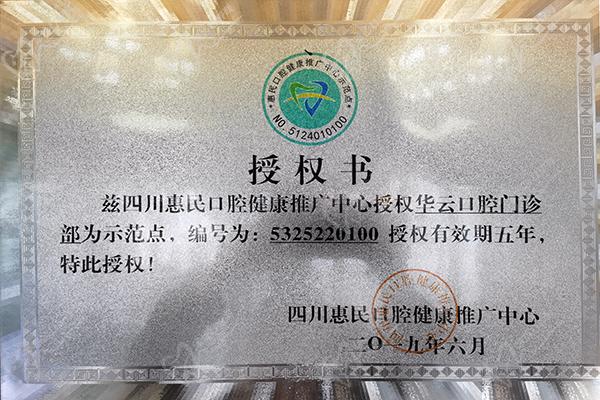 惠民口腔健康推广中心示范点
NO.5124010100
授权书
兹四川惠民口腔健康推广中心授权华云口腔门诊
部为示范点，编号为：5325220100 授权有效期五年，
特此授权！
四川惠民口腔健康推广中心
二〇一九年六月